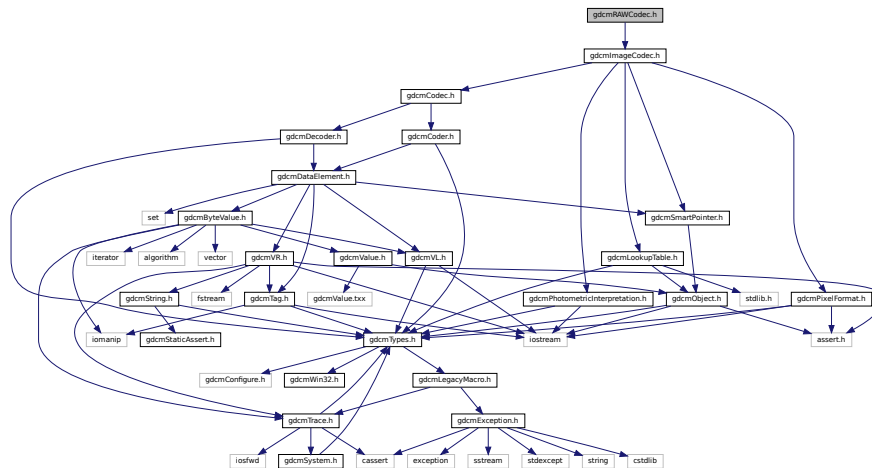 gdcmRAWCodec.h
gdcmImageCodec.h
gdcmCodec.h
gdcmDecoder.h
gdcmCoder.h
gdcmDataElement.h
set
gdcmByteValue.h
gdcmSmartPointer.h
iterator
algorithm
vector
gdcmVR.h
gdcmValue.h
gdcmVL.h
gdcmLookupTable.h
gdcmString.h
fstream
gdcmTag.h
gdcmValue.txx
gdcmPhotometricInterpretation.h
gdcmObject.h
stdlib.h
gdcmPixelFormat.h
iomanip
gdcmStaticAssert.h
gdcmTypes.h
iostream
assert.h
gdcmConfigure.h
gdcmWin32.h
gdcmLegacyMacro.h
gdcmTrace.h
gdcmException.h
iosfwd
gdcmSystem.h
cassert
exception
sstream
stdexcept
string
cstdlib